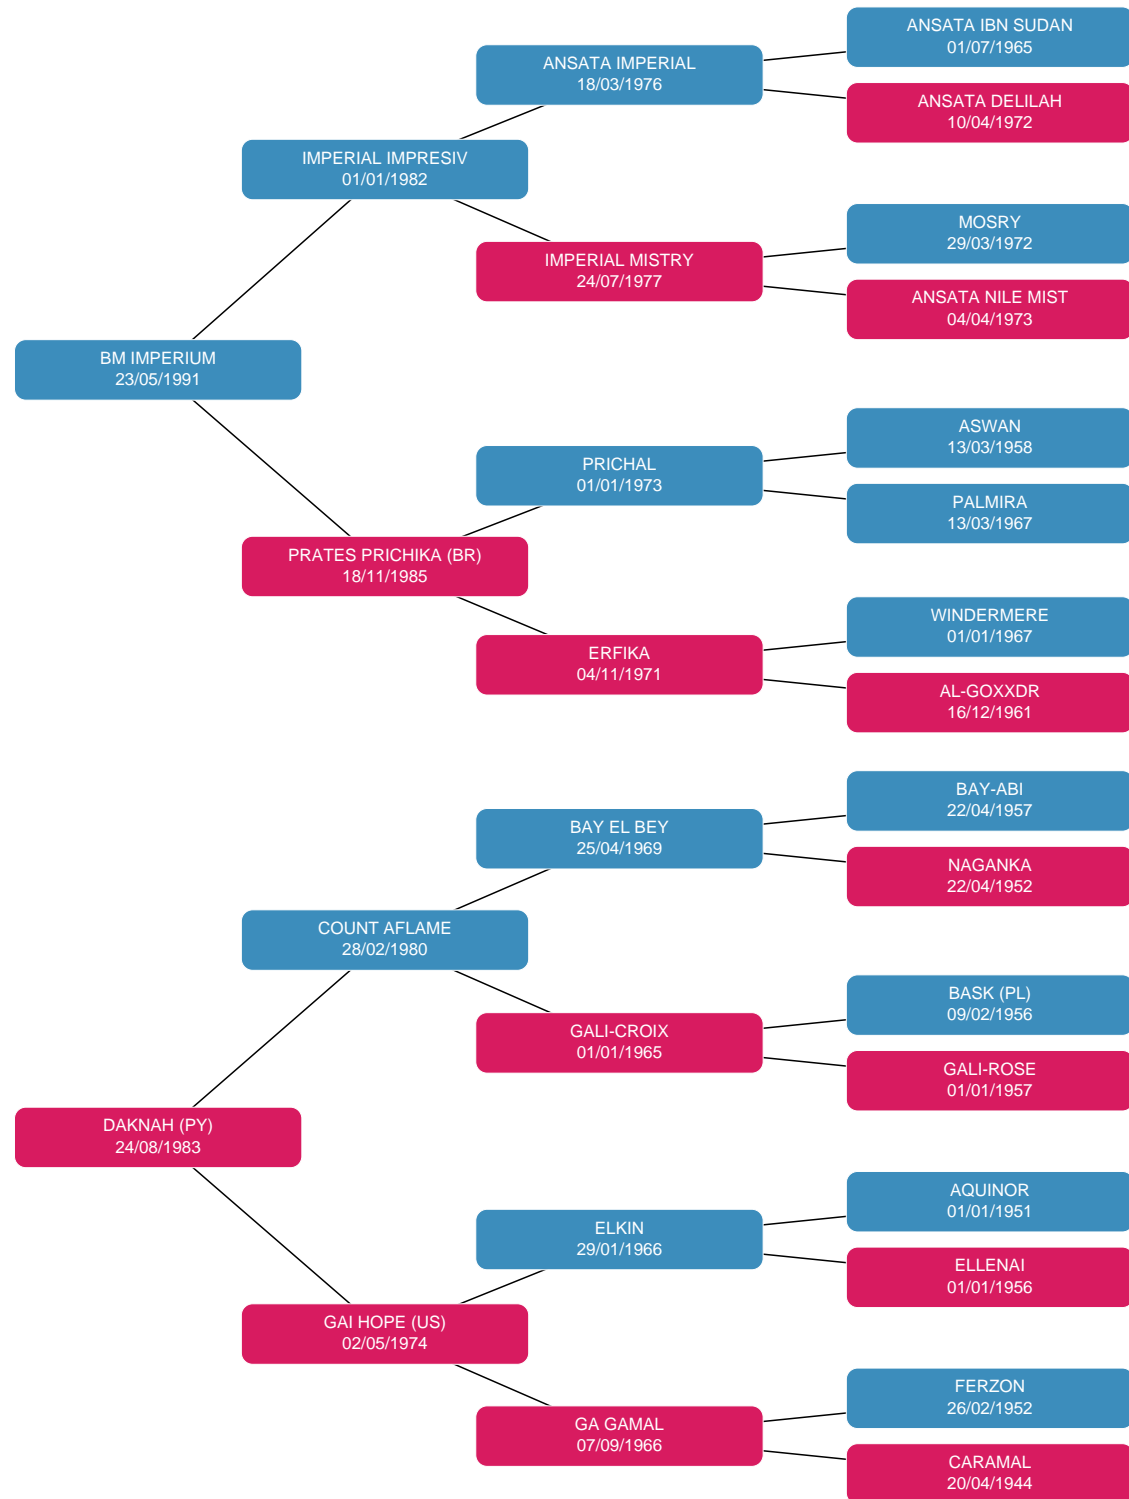 ANSATA IBN SUDAN
01/07/1965
ANSATA IMPERIAL
18/03/1976
ANSATA DELILAH
10/04/1972
IMPERIAL IMPRESIV
01/01/1982
MOSRY
29/03/1972
IMPERIAL MISTRY
24/07/1977
ANSATA NILE MIST
04/04/1973
BM IMPERIUM
23/05/1991
ASWAN
13/03/1958
PRICHAL
01/01/1973
PALMIRA
13/03/1967
PRATES PRICHIKA (BR)
18/11/1985
WINDERMERE
01/01/1967
ERFIKA
04/11/1971
AL-GOXXDR
16/12/1961
BAY-ABI
22/04/1957
BAY EL BEY
25/04/1969
NAGANKA
22/04/1952
COUNT AFLAME
28/02/1980
BASK (PL)
09/02/1956
GALI-CROIX
01/01/1965
GALI-ROSE
01/01/1957
DAKNAH (PY)
24/08/1983
AQUINOR
01/01/1951
ELKIN
29/01/1966
ELLENAI
01/01/1956
GAI HOPE (US)
02/05/1974
FERZON
26/02/1952
GA GAMAL
07/09/1966
CARAMAL
20/04/1944